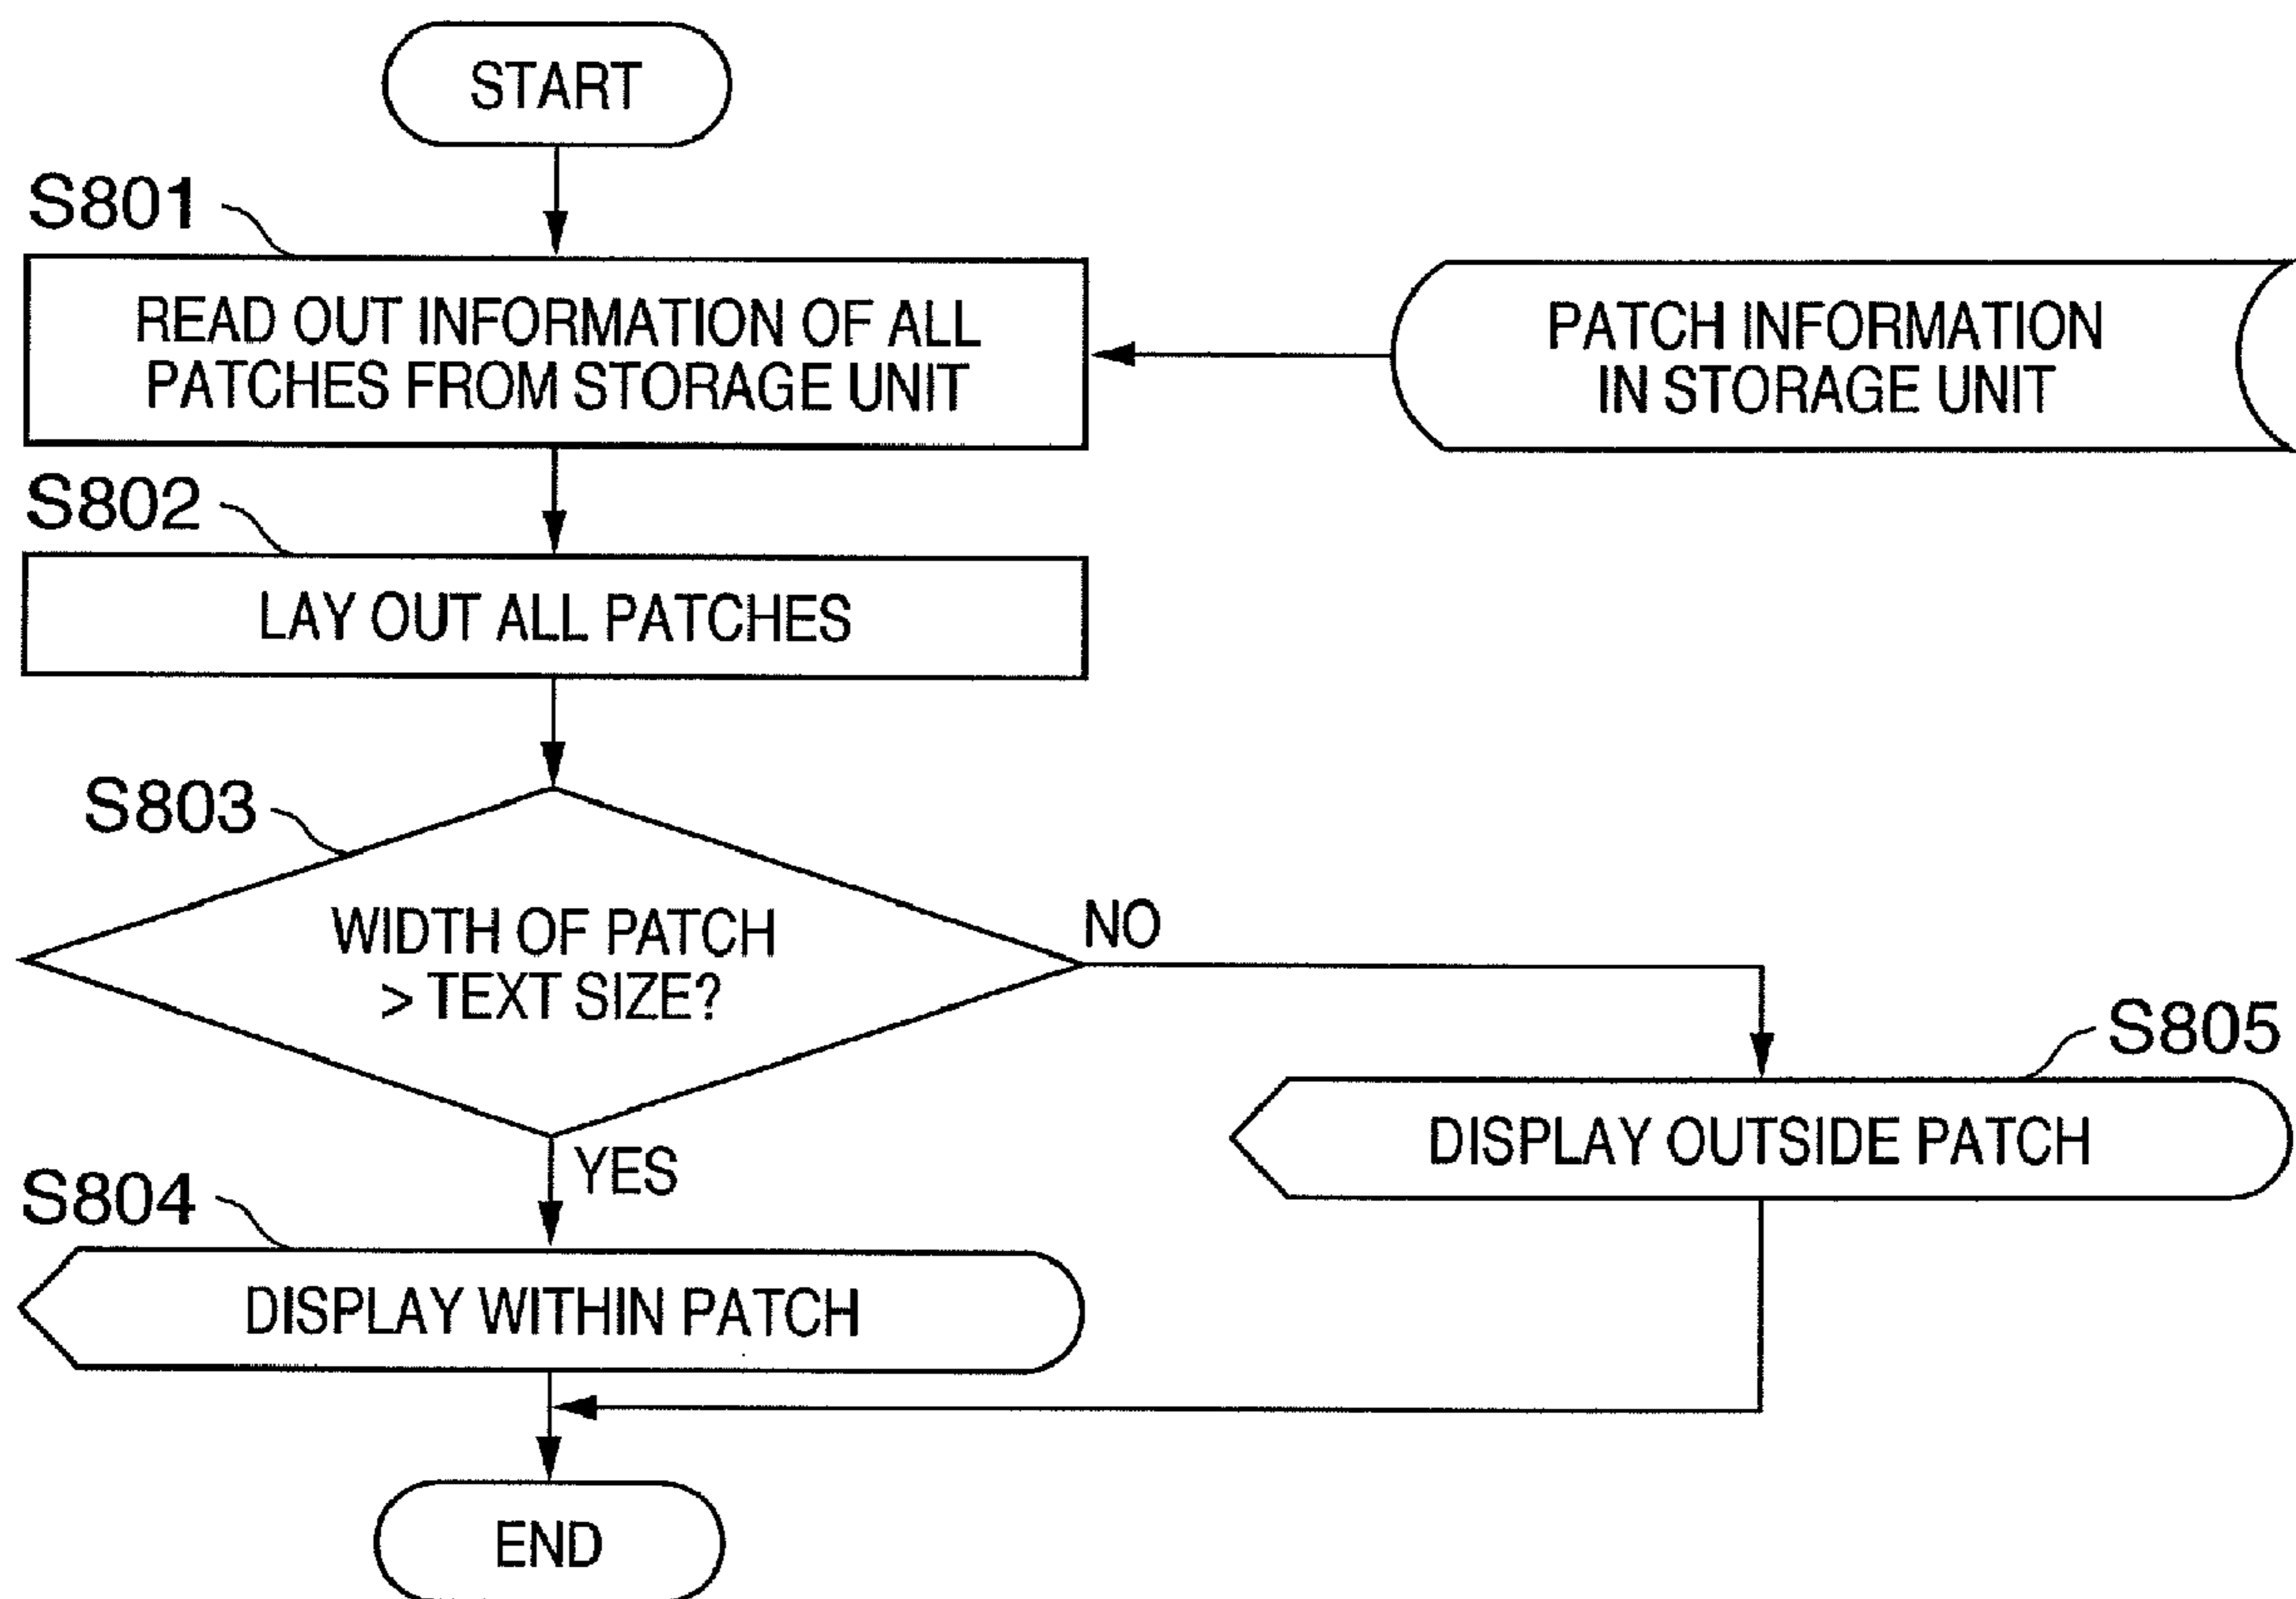 START
S801
READ OUT INFORMATION OF ALL
PATCHES FROM STORAGE UNIT
PATCH INFORMATION
IN STORAGE UNIT
S802
LAY OUT ALL PATCHES
S803
WIDTH OF PATCH
> TEXT SIZE?
NO
S805
DISPLAY OUTSIDE PATCH
YES
S804
DISPLAY WITHIN PATCH
END